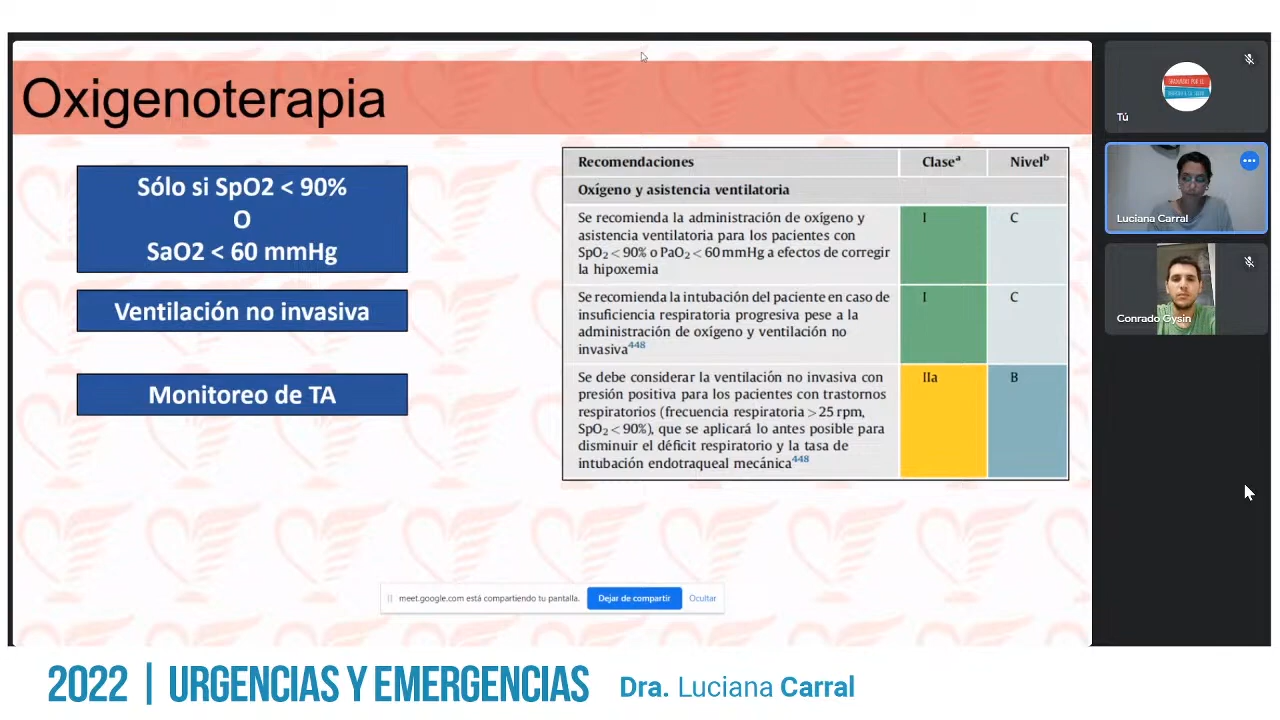 Oxigenoterapia
Sólo si SpO2 < 90%
O
SaO2 < 60 mmHg
Ventilación no invasiva
Monitoreo de TA
Recomendaciones Claseᵃ Nivelᵇ
Oxígeno y asistencia ventilatoria
Se recomienda la administración de oxígeno y I C
asistencia ventilatoria para los pacientes con
SpO₂ < 90% o PaO₂ < 60 mmHg a efectos de corregir
la hipoxemia
Se recomienda la intubación del paciente en caso de I C
insuficiencia respiratoria progresiva pese a la
administración de oxígeno y ventilación no
invasiva⁴⁴⁸
Se debe considerar la ventilación no invasiva con IIa B
presión positiva para los pacientes con trastornos
respiratorios (frecuencia respiratoria > 25 rpm,
SpO₂ < 90%), que se aplicará lo antes posible para
disminuir el déficit respiratorio y la tasa de
intubación endotraqueal mecánica⁴⁴⁸
Tú
Luciana Carral
Conrado Gysin
meet.google.com está compartiendo tu pantalla. Dejar de compartir Ocultar
2022 | URGENCIAS Y EMERGENCIAS Dra. Luciana Carral